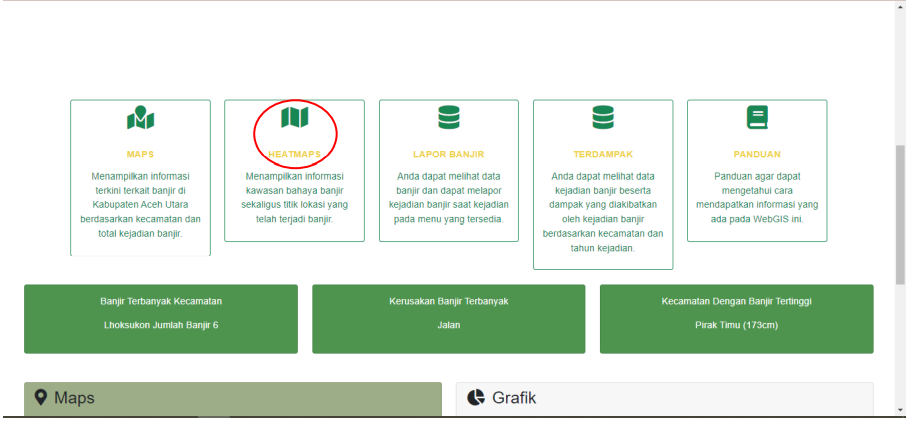 MAPS
Menampilkan informasi
terkini terkait banjir di
Kabupaten Aceh Utara
berdasarkan kecamatan dan
total kejadian banjir.
HEATMAPS
Menampilkan informasi
kawasan bahaya banjir
sekaligus titik lokasi yang
telah terjadi banjir.
LAPOR BANJIR
Anda dapat melihat data
banjir dan dapat melapor
kejadian banjir saat kejadian
pada menu yang tersedia.
TERDAMPAK
Anda dapat melihat data
kejadian banjir beserta
dampak yang diakibatkan
oleh kejadian banjir
berdasarkan kecamatan dan
tahun kejadian.
PANDUAN
Panduan agar dapat
mengetahui cara
mendapatkan informasi yang
ada pada WebGIS ini.
Banjir Terbanyak Kecamatan
Lhoksukon Jumlah Banjir 6
Kerusakan Banjir Terbanyak
Jalan
Kecamatan Dengan Banjir Tertinggi
Pirak Timu (173cm)
Maps
Grafik